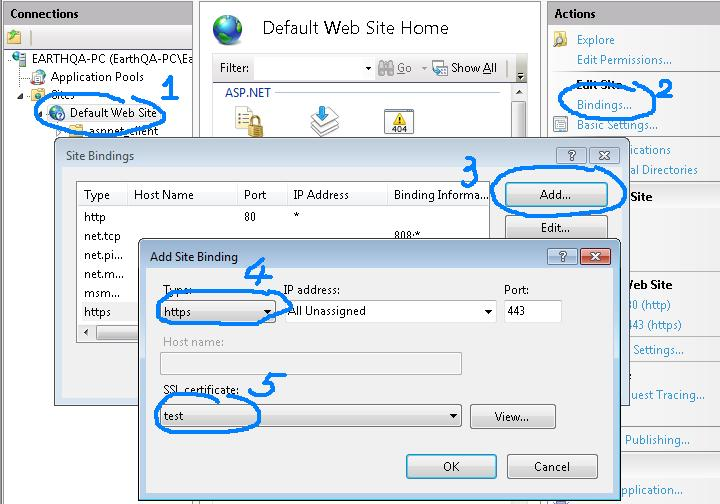 Connections
EARTHQA-PC (EarthQA-PC\Ea
Application Pools
Sites
Default Web Site
aspnet_client
1
Default Web Site Home
Filter:
Go
Show All
ASP.NET
404
Actions
Explore
Edit Permissions...
Edit Site
2
Bindings...
Basic Settings...
ications
al Directories
Site
Web Site
80 (http)
443 (https)
Settings...
uest Tracing...
Publishing...
plication...
Site Bindings
?
3
Type Host Name Port IP Address Binding Informa...
http 80 *
net.tcp 808:*
net.pi...
net.m...
msm...
https
Add...
Edit...
Add Site Binding
?
4
Type: IP address: Port:
https All Unassigned 443
Host name:
5
SSL certificate:
test
View...
OK Cancel